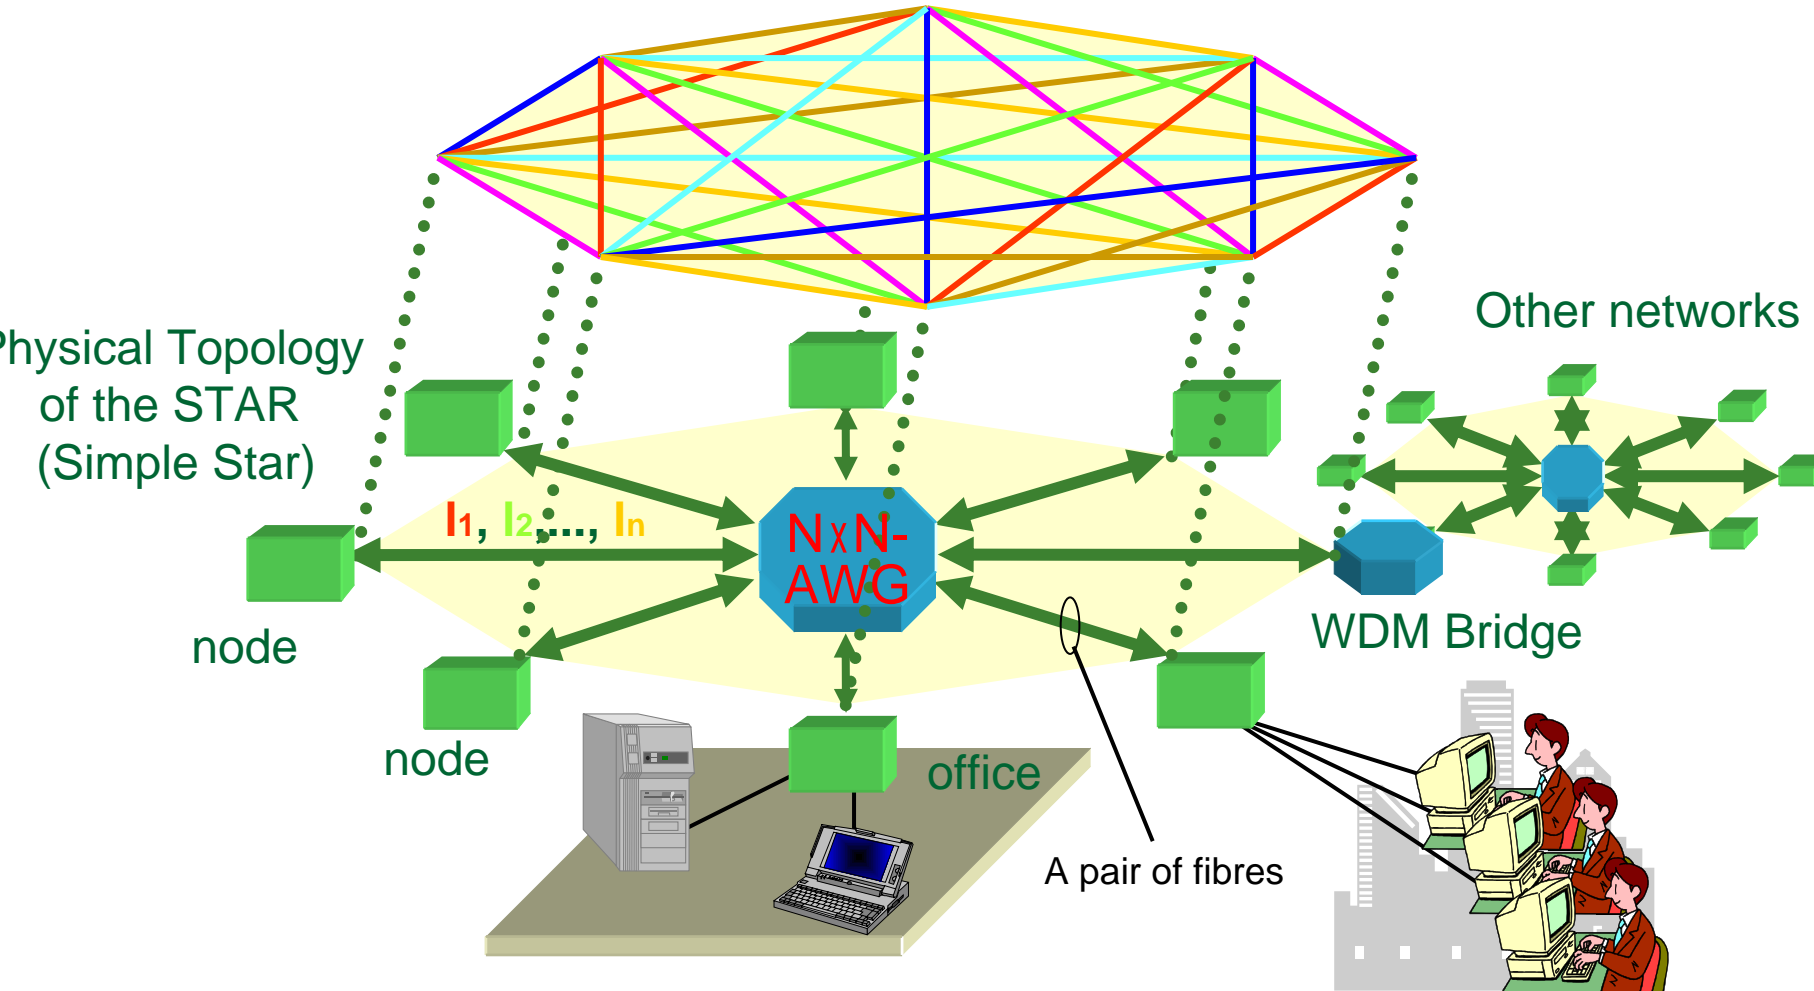 Other networks
Physical Topology
of the STAR
(Simple Star)
l1, l2,..., ln
NxN-
AWG
WDM Bridge
node
node
office
A pair of fibres